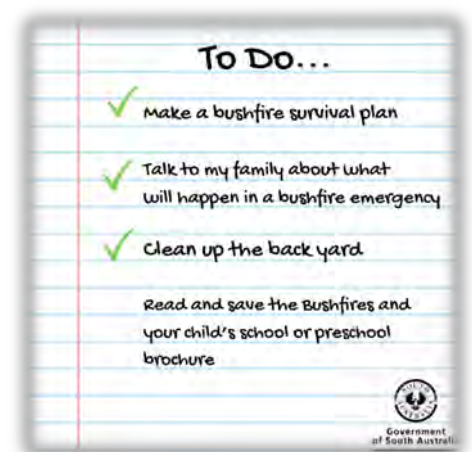 To Do...
Make a bushfire survival plan
Talk to my family about what
will happen in a bushfire emergency
Clean up the back yard
Read and save the Bushfires and
your child's school or preschool
brochure
Government
of South Australia